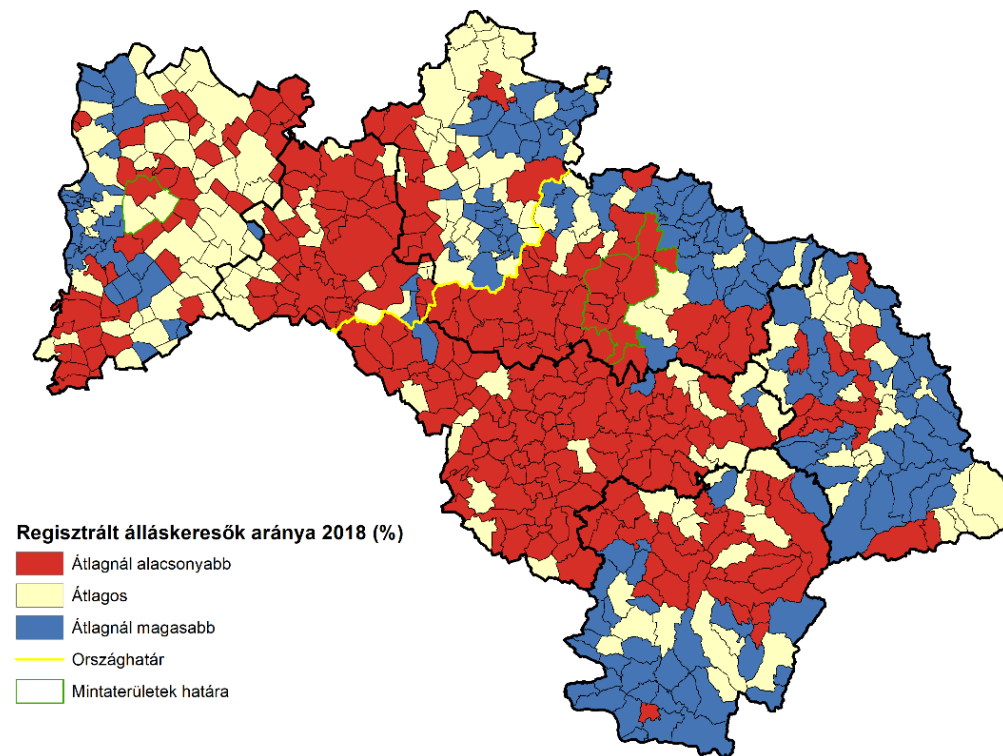 Regisztrált álláskeresők aránya 2018 (%)
Átlagnál alacsonyabb
Átlagos
Átlagnál magasabb
Országhatár
Mintaterületek határa